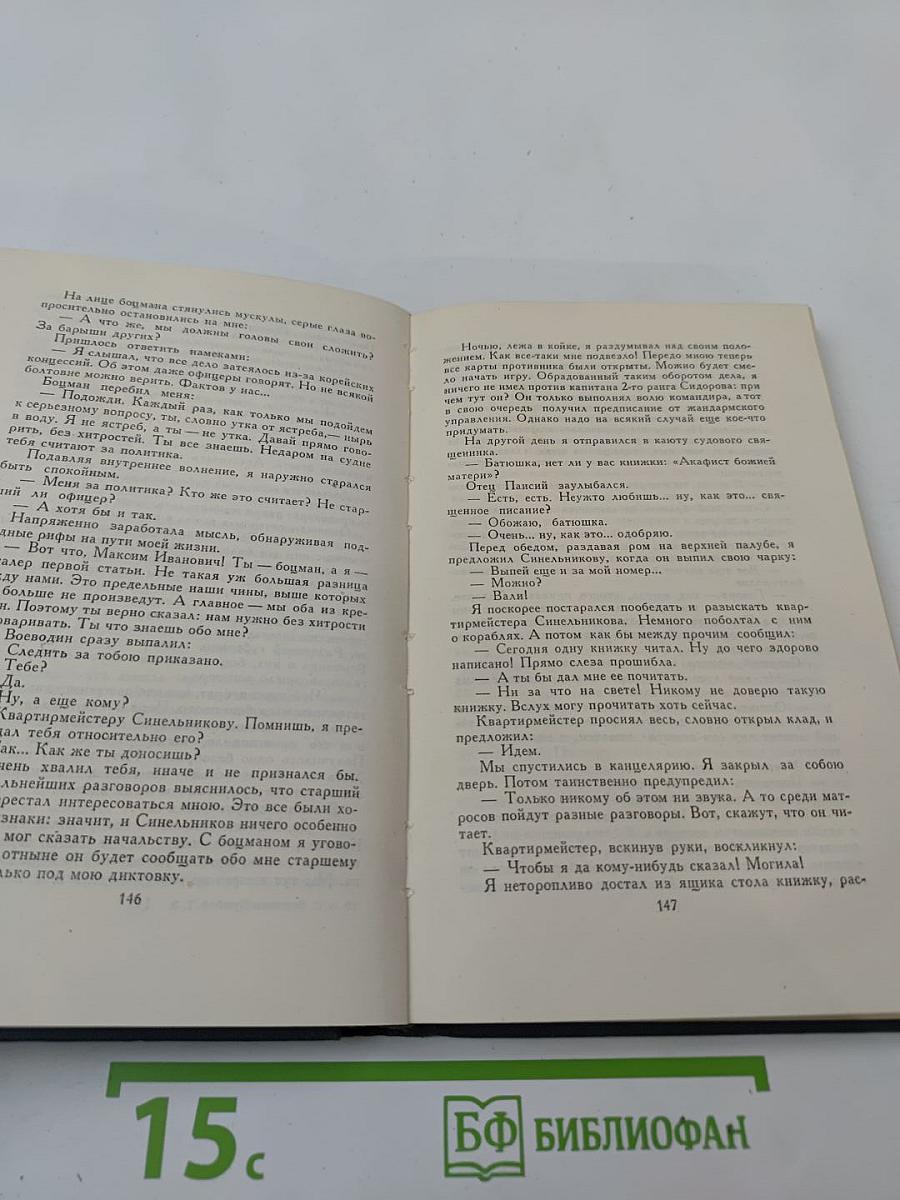 На лице боцмана стянулись мускулы, серые глаза во-
просительно остановились на мне:
— А что же, мы должны головы свои сложить?
За барыши других?
Пришлось ответить намеками:
— Я слышал, что все дело затеялось из-за корейских
концессий. Об этом даже офицеры говорят. Но не всякой
болтовне можно верить. Фактов у нас...
Боцман перебил меня:
— Подожди. Каждый раз, как только мы подойдем
к серьезному вопросу, ты, словно утка от ястреба,— нырь
в воду. Я не ястреб, а ты — не утка. Давай прямо гово-
рить, без хитростей. Ты все знаешь. Недаром на судне
тебя считают за политика.
Подавляя внутреннее волнение, я наружно старался
быть спокойным.
— Меня за политика? Кто же это считает? Не стар-
ший ли офицер?
— А хотя бы и так.
Напряженно заработала мысль, обнаруживая под-
дные рифы на пути моей жизни.
— Вот что, Максим Иванович! Ты — боцман, а я —
алер первой статьи. Не такая уж большая разница
жду нами. Это предельные наши чины, выше которых
больше не произведут. А главное — мы оба из кре-
н. Поэтому ты верно сказал: нам нужно без хитрости
оваривать. Ты что знаешь обо мне?
Воеводин сразу выпалил:
Следить за тобою приказано.
Тебе?
Да.
Ну, а еще кому?
Квартирмейстеру Синельникову. Помнишь, я пре-
дал тебя относительно его?
Так... Как же ты доносишь?
чень хвалил тебя, иначе и не признался бы.
льнейших разговоров выяснилось, что старший
рестал интересоваться мною. Это все были хо-
знаки: значит, и Синельников ничего особенно
мог сказать начальству. С боцманом я угово-
отныне он будет сообщать обо мне старшему
лько под мою диктовку.
146
Ночью, лежа в койке, я раздумывал над своим поло-
жением. Как все-таки мне подвезло! Передо мною теперь
все карты противника были открыты. Можно будет сме-
ло начать игру. Обрадованный таким оборотом дела, я
ничего не имел против капитана 2-го ранга Сидорова: при
чем тут он? Он только выполнял волю командира, а тот
в свою очередь получил предписание от жандармского
управления. Однако надо на всякий случай еще кое-что
придумать.
На другой день я отправился в каюту судового свя-
щенника.
— Батюшка, нет ли у вас книжки: «Акафист божией
матери»?
Отец Паисий заулыбался.
— Есть, есть. Неужто любишь... ну, как это... свя-
щенное писание?
— Обожаю, батюшка.
— Очень... ну, как это... одобряю.
Перед обедом, раздавая ром на верхней палубе, я
предложил Синельникову, когда он выпил свою чарку:
— Выпей еще и за мой номер...
— Можно?
— Вали!
Я поскорее постарался пообедать и разыскать квар-
тирмейстера Синельникова. Немного поболтал с ним
о кораблях. А потом как бы между прочим сообщил:
— Сегодня одну книжку читал. Ну до чего здорово
написано! Прямо слеза прошибла.
— А ты бы дал мне ее почитать.
— Ни за что на свете! Никому не доверю такую
книжку. Вслух могу прочитать хоть сейчас.
Квартирмейстер просиял весь, словно открыл клад, и
предложил:
— Идем.
Мы спустились в канцелярию. Я закрыл за собою
дверь. Потом таинственно предупредил:
— Только никому об этом ни звука. А то среди мат-
росов пойдут разные разговоры. Вот, скажут, что он чи-
тает.
Квартирмейстер, вскинув руки, воскликнул:
— Чтобы я да кому-нибудь сказал! Могила!
Я неторопливо достал из ящика стола книжку, рас-
147
15 с
БФ БИБЛИОФАН